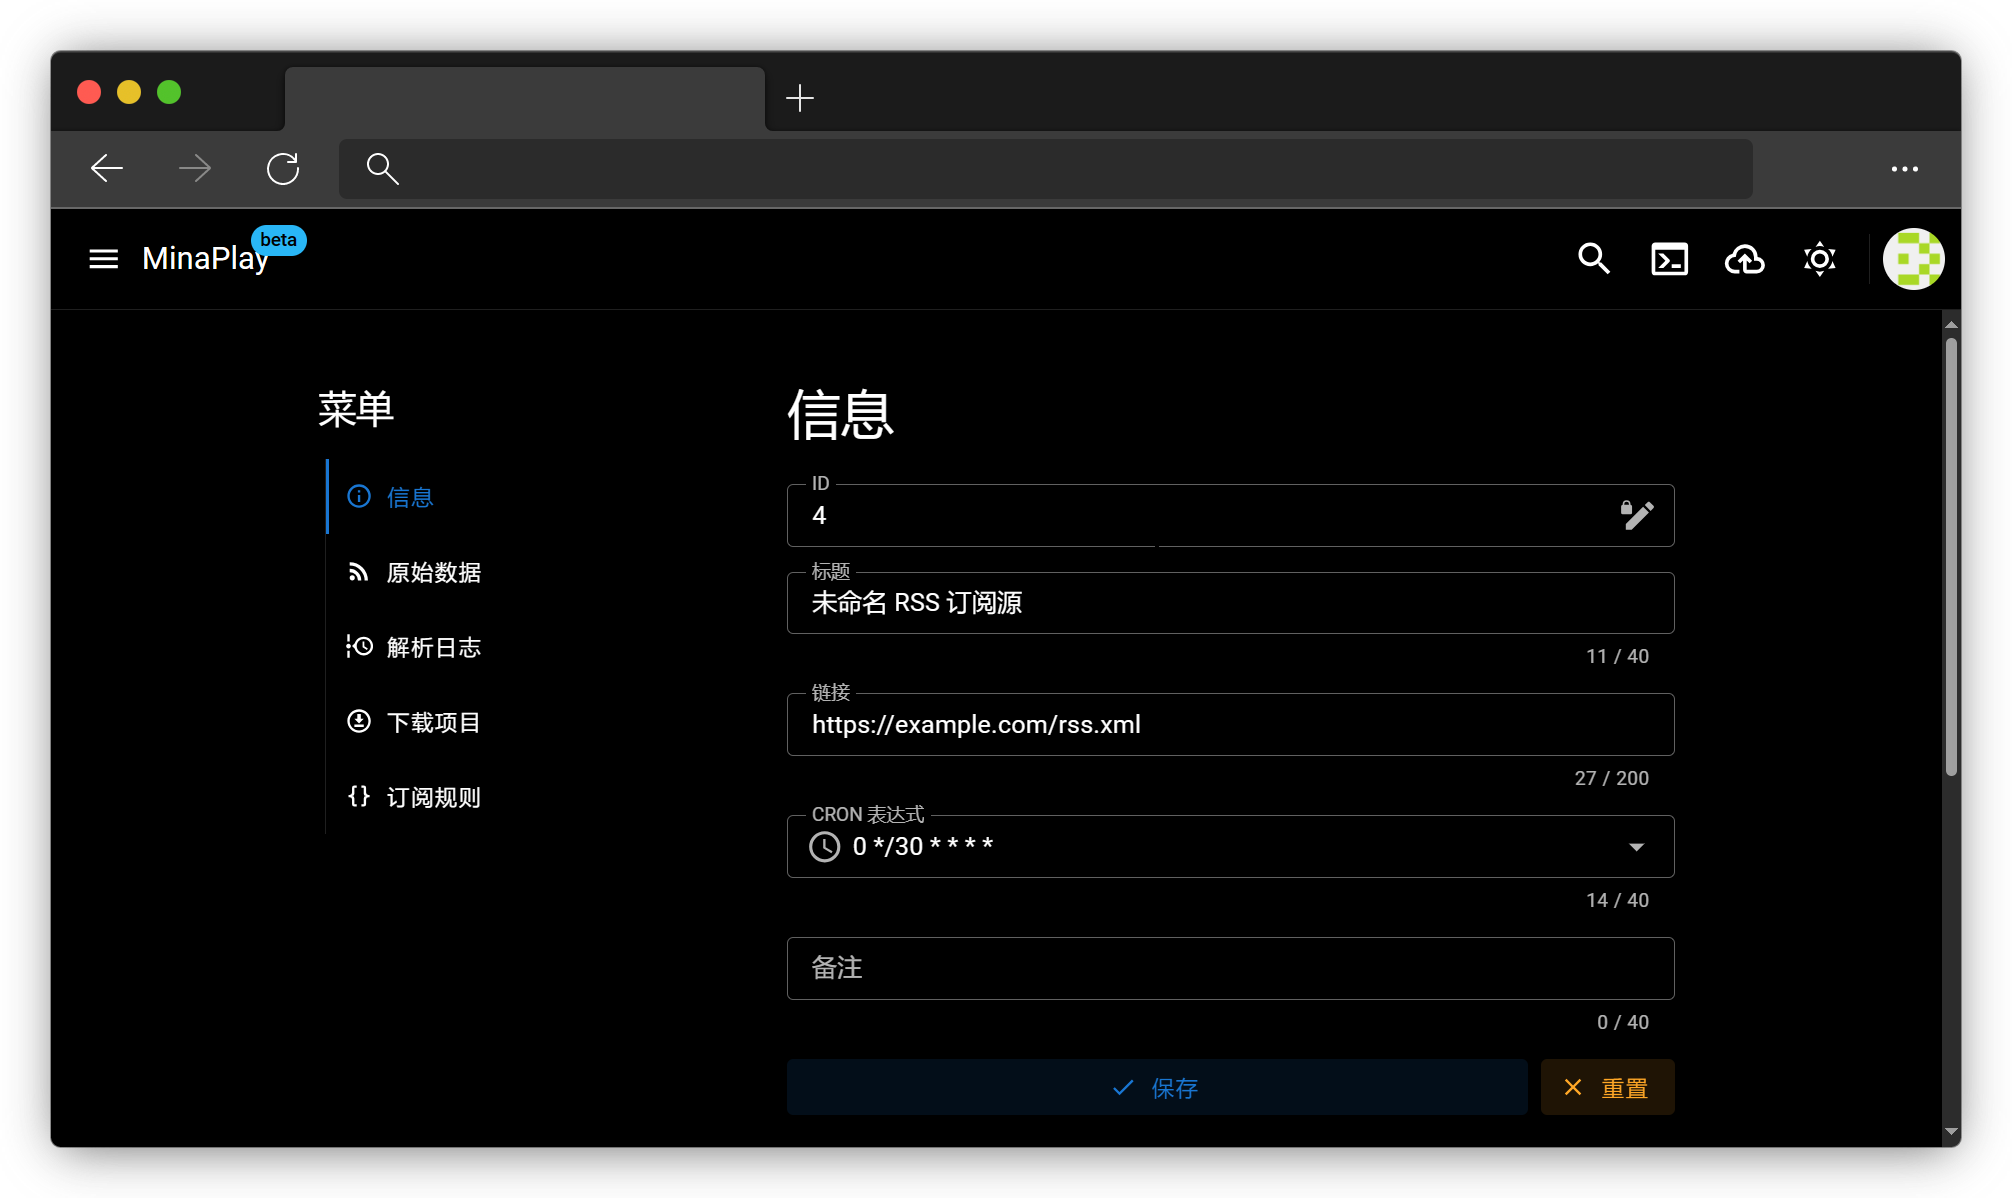 MinaPlay
beta
菜单
信息
原始数据
解析日志
下载项目
订阅规则
信息
ID
4
标题
未命名 RSS 订阅源
11 / 40
链接
https://example.com/rss.xml
27 / 200
CRON 表达式
0 */30 * * * *
14 / 40
备注
0 / 40
保存
重置